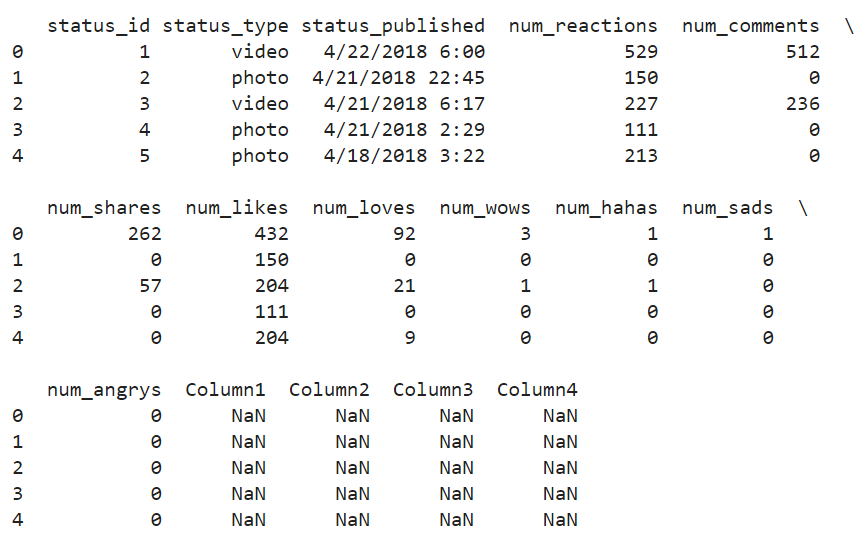 status_id status_type status_published num_reactions num_comments \
0 1 video 4/22/2018 6:00 529 512
1 2 photo 4/21/2018 22:45 150 0
2 3 video 4/21/2018 6:17 227 236
3 4 photo 4/21/2018 2:29 111 0
4 5 photo 4/18/2018 3:22 213 0
num_shares num_likes num_loves num_wows num_hahas num_sads \
0 262 432 92 3 1 1
1 0 150 0 0 0 0
2 57 204 21 1 1 0
3 0 111 0 0 0 0
4 0 204 9 0 0 0
num_angrys Column1 Column2 Column3 Column4
0 0 NaN NaN NaN NaN
1 0 NaN NaN NaN NaN
2 0 NaN NaN NaN NaN
3 0 NaN NaN NaN NaN
4 0 NaN NaN NaN NaN